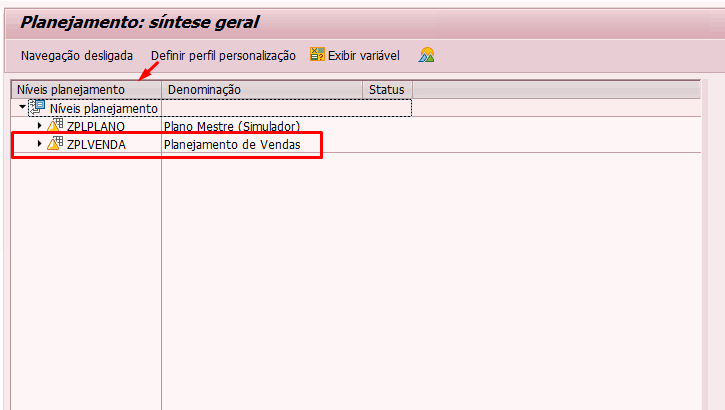 Planejamento: síntese geral
Navegação desligada Definir perfil personalização Exibir variável
Níveis planejamento Denominação Status
Níveis planejamento
ZPLPLANO Plano Mestre (Simulador)
ZPLVENDA Planejamento de Vendas